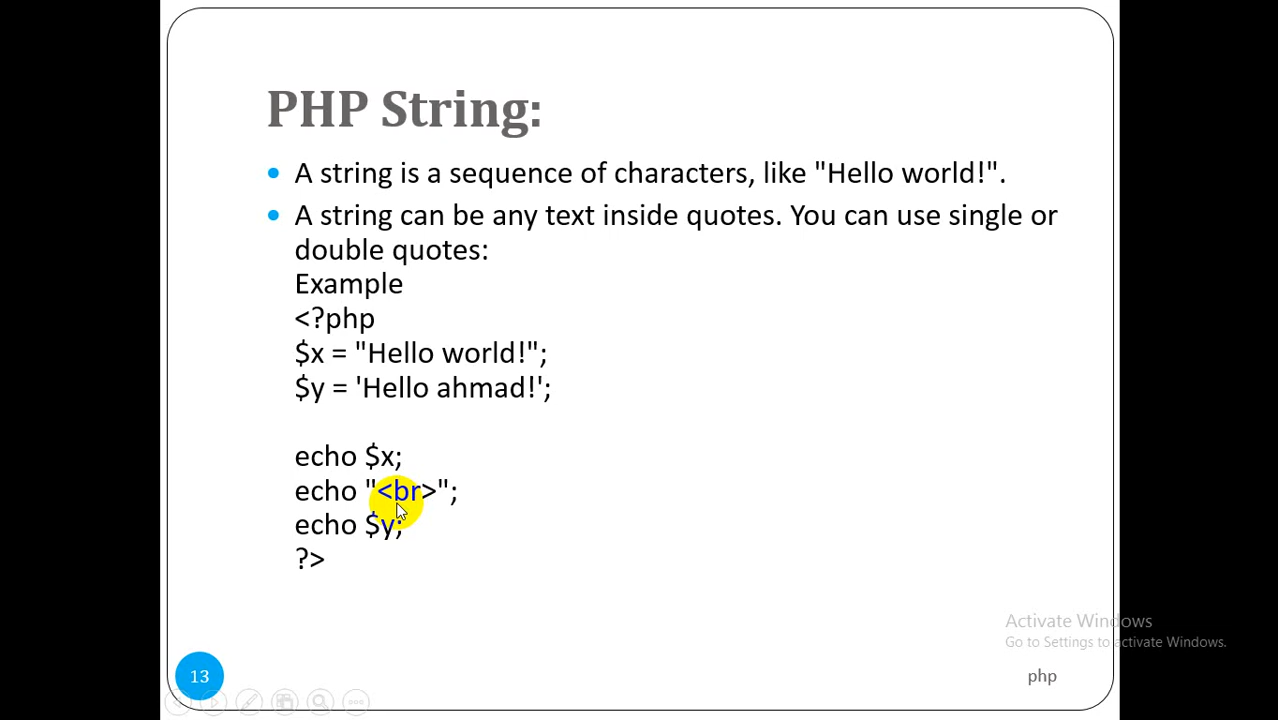 PHP String:
A string is a sequence of characters, like "Hello world!".
A string can be any text inside quotes. You can use single or
double quotes:
Example
<?php
$x = "Hello world!";
$y = 'Hello ahmad!';
echo $x;
echo "<br>";
echo $y;
?>
Activate Windows
Go to Settings to activate Windows.
13
php